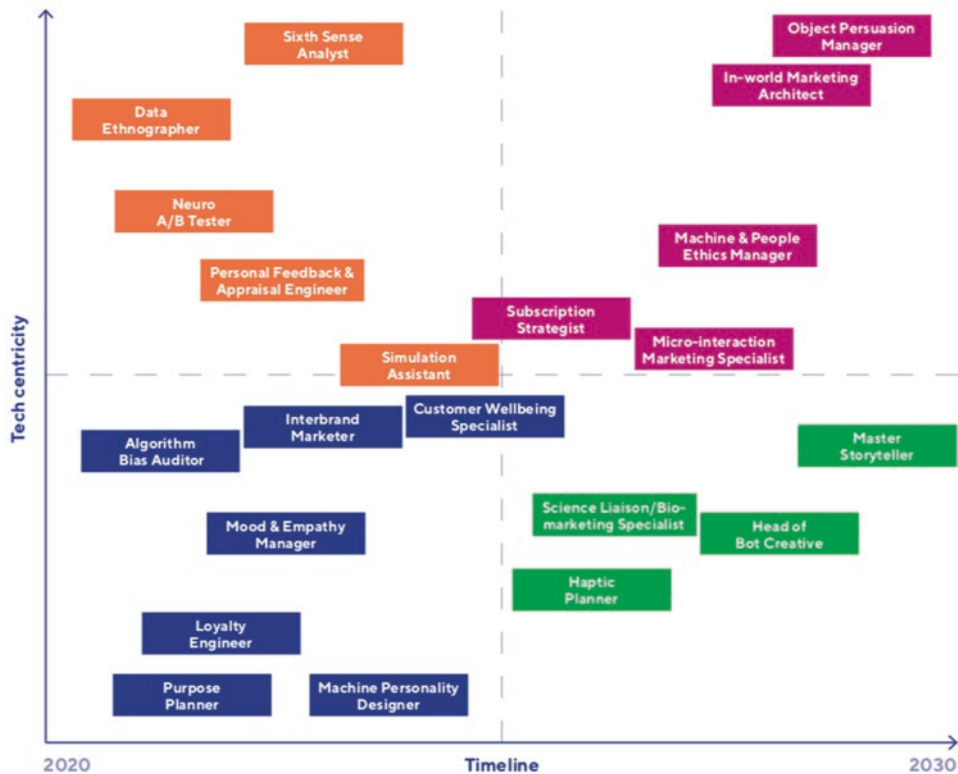 Sixth Sense
Analyst
Object Persuasion
Manager
In-world Marketing
Architect
Data
Ethnographer
Neuro
A/B Tester
Machine & People
Ethics Manager
Personal Feedback &
Appraisal Engineer
Subscription
Strategist
Micro-interaction
Marketing Specialist
Simulation
Assistant
Tech centricity
Customer Wellbeing
Specialist
Interbrand
Marketer
Algorithm
Bias Auditor
Master
Storyteller
Science Liaison/Bio-
marketing Specialist
Mood & Empathy
Manager
Head of
Bot Creative
Haptic
Planner
Loyalty
Engineer
Purpose
Planner
Machine Personality
Designer
2020
Timeline
2030